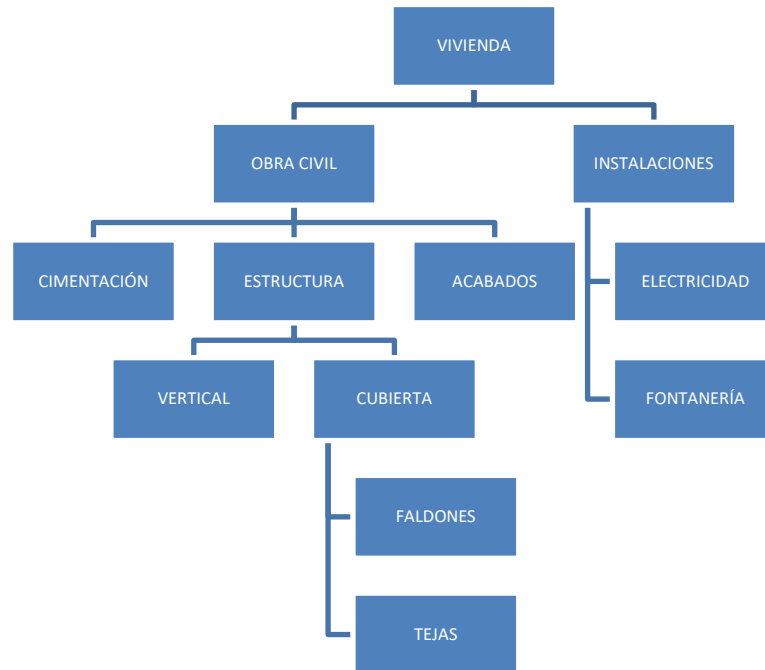 VIVIENDA
OBRA CIVIL
INSTALACIONES
CIMENTACIÓN
ESTRUCTURA
ACABADOS
ELECTRICIDAD
VERTICAL
CUBIERTA
FONTANERÍA
FALDONES
TEJAS